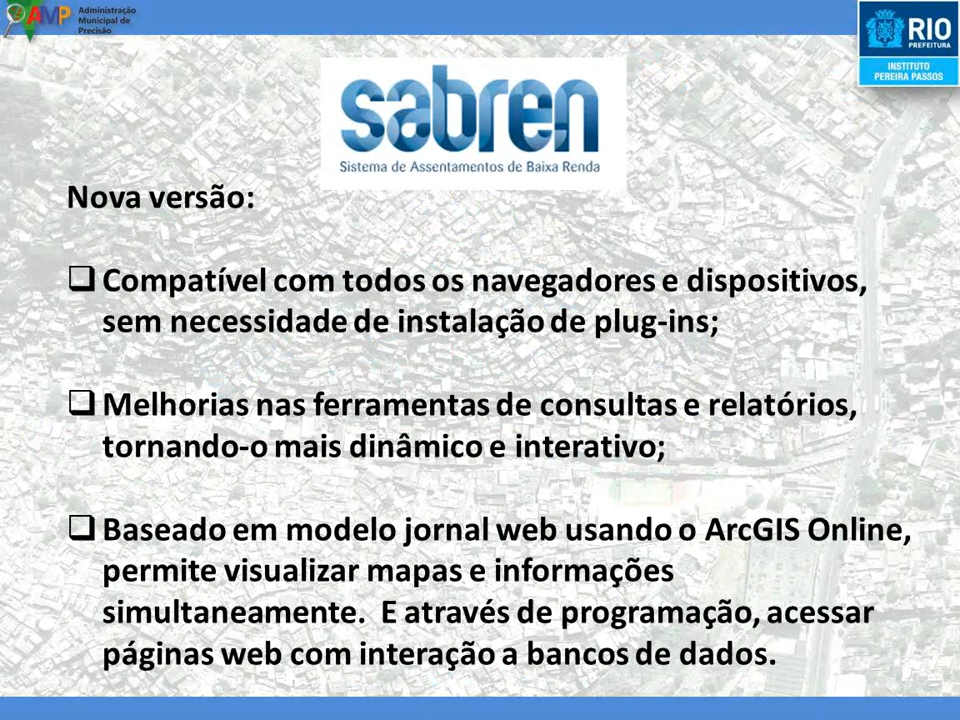 AMP Administração
Municipal de
Precisão
RIO
PREFEITURA
INSTITUTO
PEREIRA PASSOS
sabren
Sistema de Assentamentos de Baixa Renda
Nova versão:
Compatível com todos os navegadores e dispositivos,
sem necessidade de instalação de plug-ins;
Melhorias nas ferramentas de consultas e relatórios,
tornando-o mais dinâmico e interativo;
Baseado em modelo jornal web usando o ArcGIS Online,
permite visualizar mapas e informações
simultaneamente.  E através de programação, acessar
páginas web com interação a bancos de dados.